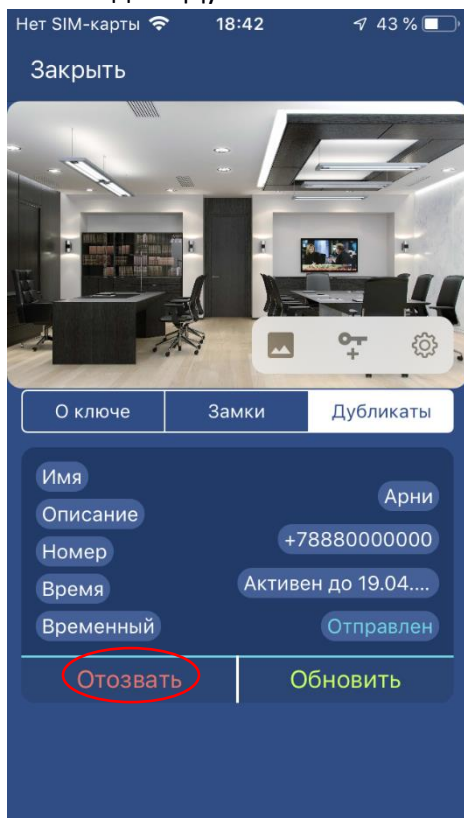 Нет SIM-карты 18:42 43 %
Закрыть
О ключе Замки Дубликаты
Имя
Арни
Описание
+78880000000
Номер
Время Активен до 19.04....
Временный Отправлен
Отозвать Обновить